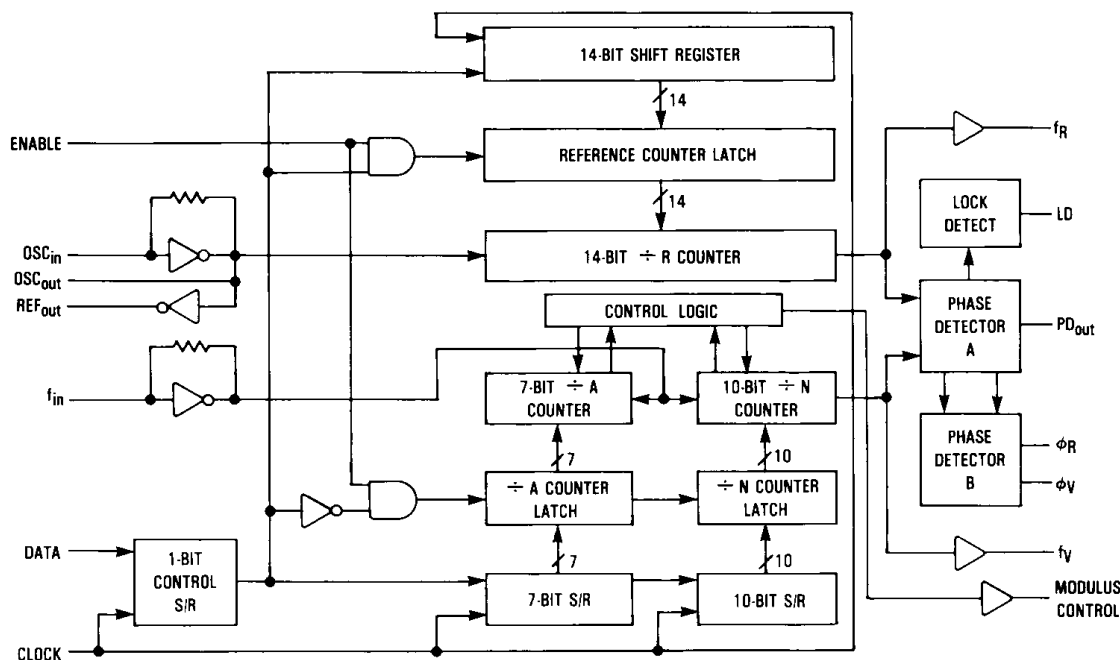 14-BIT SHIFT REGISTER
14
ENABLE
REFERENCE COUNTER LATCH
fR
14
LOCK
DETECT
LD
OSCin
14-BIT ÷ R COUNTER
OSCout
REFout
CONTROL LOGIC
PHASE
DETECTOR
A
PDout
fin
7-BIT ÷ A
COUNTER
10-BIT ÷ N
COUNTER
7
10
PHASE
DETECTOR
B
ϕR
ϕV
÷ A COUNTER
LATCH
÷ N COUNTER
LATCH
DATA
1-BIT
CONTROL
S/R
7
10
fV
7-BIT S/R
10-BIT S/R
MODULUS
CONTROL
CLOCK